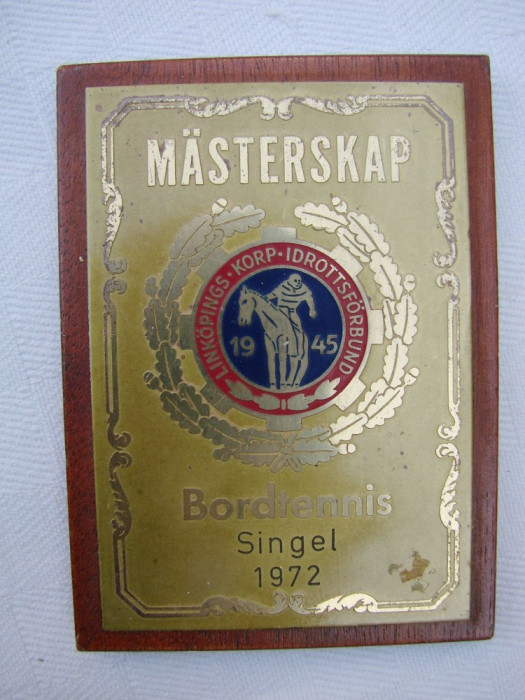 MÄSTERSKAP
LINKÖPINGS · KORP · IDROTTSFÖRBUND
19 45
Bordtennis
Singel
1972